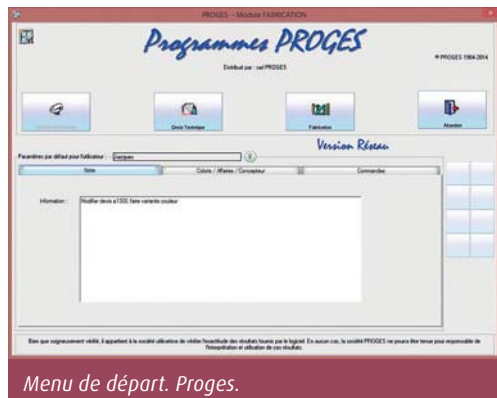 PROGES - Module FABRICATION
Programmes PROGES
Distribué par : sarl PROGES
© PROGES 1984-2014
Devis Technique
Fabrication
Abandon
Version Réseau
Paramètres par défaut pour l'utilisateur : Jacques
Note
Coloris / Affaires / Concepteur
Commandes
Information :
Modifier devis a1300, faire variante couleur
Bien que soigneusement vérifié, il appartient à la société utilisatrice de vérifier l'exactitude des résultats fournis par le logiciel. En aucun cas, la société PROGES ne pourra être tenue pour responsable de
l'interprétation et utilisation de ces résultats.
Menu de départ. Proges.